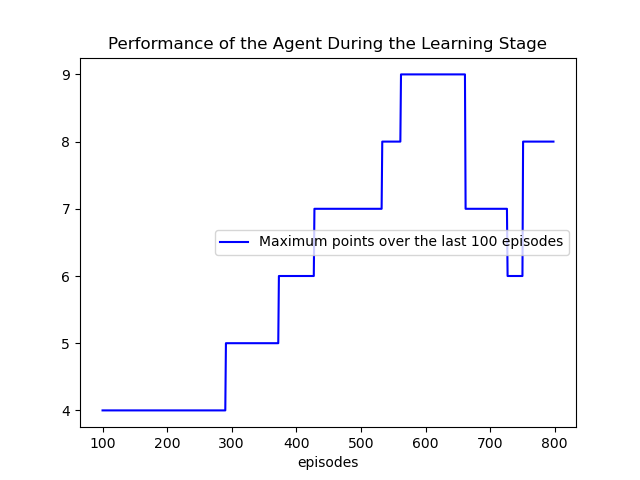 Performance of the Agent During the Learning Stage
9
8
7
6
5
4
Maximum points over the last 100 episodes
100 200 300 400 500 600 700 800
episodes